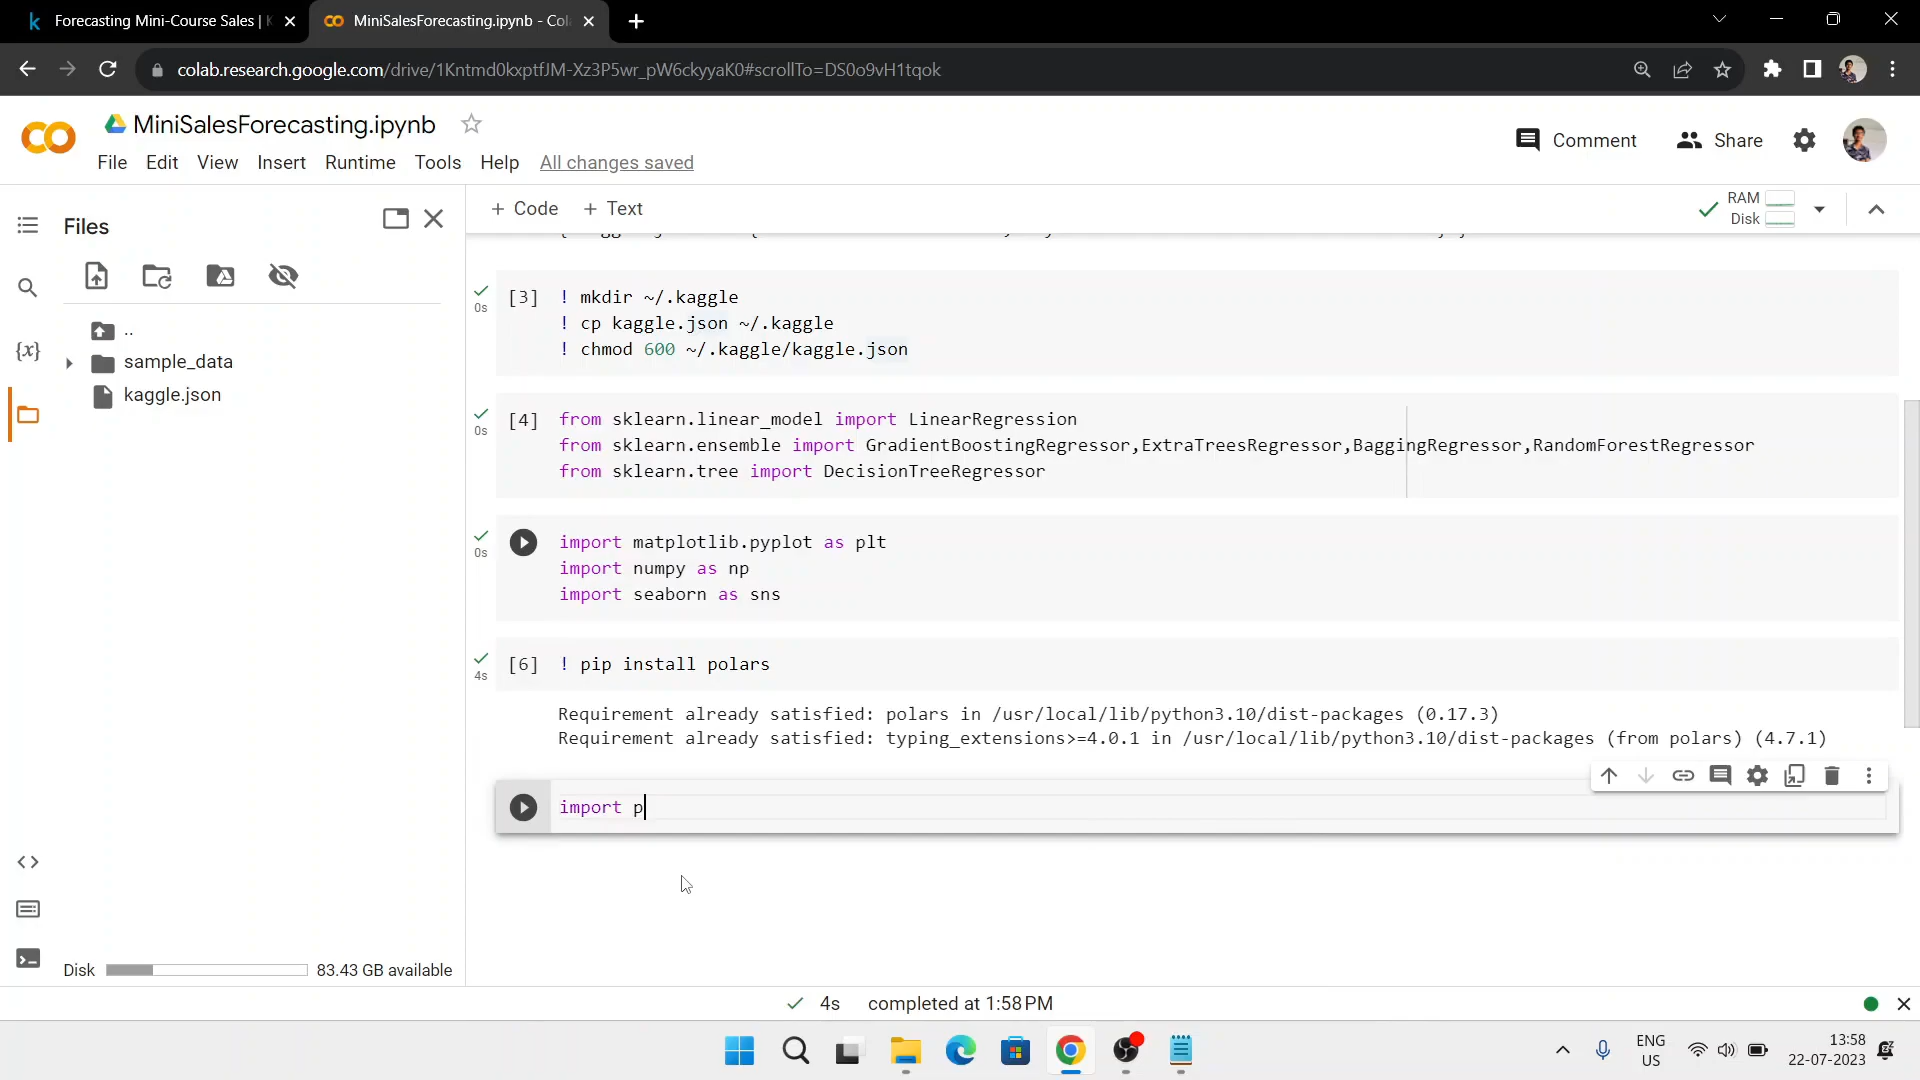 Forecasting Mini-Course Sales |
MiniSalesForecasting.ipynb - Col
colab.research.google.com/drive/1Kntmd0kxptfJM-Xz3P5wr_pW6ckyyaK0#scrollTo=DS0o9vH1tqok
MiniSalesForecasting.ipynb
Comment
Share
File Edit View Insert Runtime Tools Help All changes saved
Files
+ Code + Text
RAM
Disk
..
sample_data
kaggle.json
{x}
0s
[3] ! mkdir ~/.kaggle
! cp kaggle.json ~/.kaggle
! chmod 600 ~/.kaggle/kaggle.json
0s
[4] from sklearn.linear_model import LinearRegression
from sklearn.ensemble import GradientBoostingRegressor,ExtraTreesRegressor,BaggingRegressor,RandomForestRegressor
from sklearn.tree import DecisionTreeRegressor
0s
import matplotlib.pyplot as plt
import numpy as np
import seaborn as sns
4s
[6] ! pip install polars
Requirement already satisfied: polars in /usr/local/lib/python3.10/dist-packages (0.17.3)
Requirement already satisfied: typing_extensions>=4.0.1 in /usr/local/lib/python3.10/dist-packages (from polars) (4.7.1)
import p
<>
Disk 83.43 GB available
4s completed at 1:58 PM
ENG
US
13:58
22-07-2023